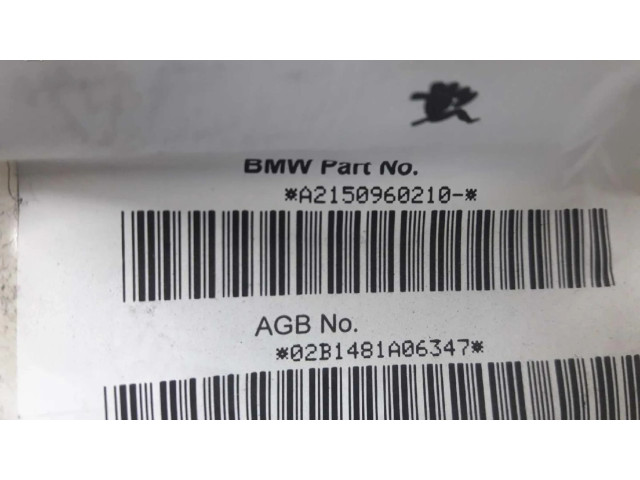 BMW Part No.
*A2150960210-*
AGB No.
*02B1481A06347*